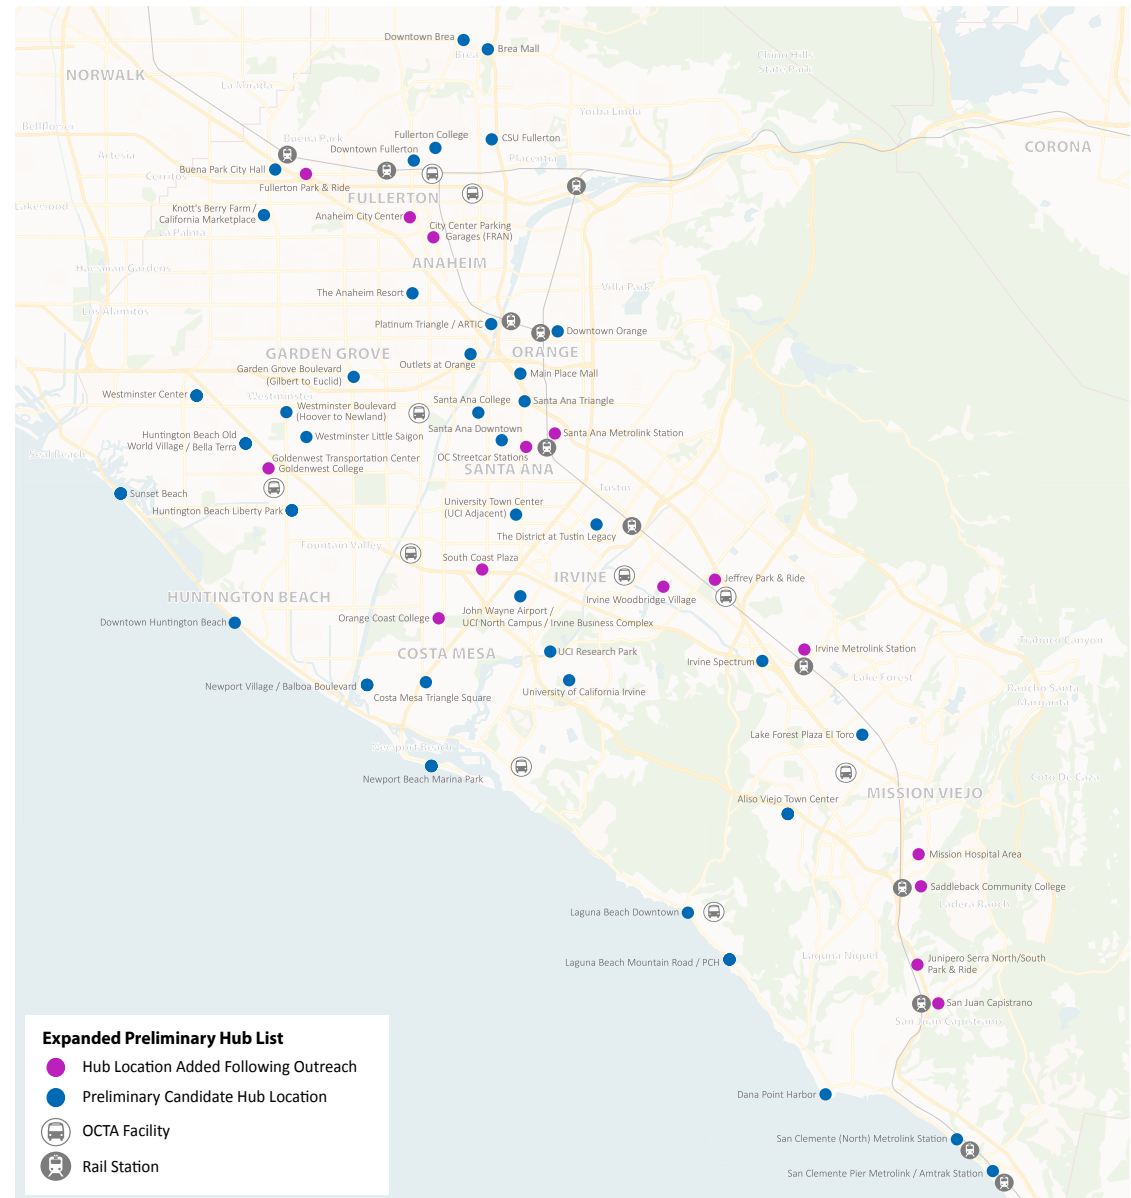 Downtown Brea
Brea
Brea Mall
Chino Hills
State Park
NORWALK
La Mirada
Yorba Linda
Bellflower
Buena Park
Fullerton College
CSU Fullerton
Artesia
Downtown Fullerton
Placentia
CORONA
Cerritos
Buena Park City Hall
Fullerton Park & Ride
FULLERTON
Lakewood
Knott's Berry Farm /
California Marketplace
La Palma
Anaheim City Center
City Center Parking
Garages (FRAN)
Hawaiian Gardens
ANAHEIM
Villa Park
The Anaheim Resort
Los Alamitos
Platinum Triangle / ARTIC
Downtown Orange
GARDEN GROVE
ORANGE
Outlets at Orange
Garden Grove Boulevard
(Gilbert to Euclid)
Main Place Mall
Westminster Center
Westminster
Santa Ana College
Santa Ana Triangle
Westminster Boulevard
(Hoover to Newland)
Santa Ana Downtown
Santa Ana Metrolink Station
Huntington Beach Old
World Village / Bella Terra
Westminster Little Saigon
Seal Beach
Goldenwest Transportation Center
Goldenwest College
OC Streetcar Stations
SANTA ANA
Sunset Beach
Tustin
University Town Center
(UCI Adjacent)
Huntington Beach Liberty Park
The District at Tustin Legacy
Fountain Valley
South Coast Plaza
IRVINE
Jeffrey Park & Ride
HUNTINGTON BEACH
Irvine Woodbridge Village
John Wayne Airport /
UCI North Campus / Irvine Business Complex
Orange Coast College
Downtown Huntington Beach
Trabuco Canyon
COSTA MESA
UCI Research Park
Irvine Metrolink Station
Irvine Spectrum
Lake Forest
Newport Village / Balboa Boulevard
Costa Mesa Triangle Square
University of California Irvine
Rancho Santa
Margarita
Lake Forest Plaza El Toro
Newport Beach
Newport Beach Marina Park
Coto De Caza
MISSION VIEJO
Aliso Viejo Town Center
Mission Hospital Area
Saddleback Community College
Ladera Ranch
Laguna Beach Downtown
Laguna Niguel
Junipero Serra North/South
Park & Ride
Laguna Beach Mountain Road / PCH
San Juan Capistrano
San Juan Capistrano
Dana Point Harbor
San Clemente (North) Metrolink Station
San Clemente Pier Metrolink / Amtrak Station
Expanded Preliminary Hub List
Hub Location Added Following Outreach
Preliminary Candidate Hub Location
OCTA Facility
Rail Station